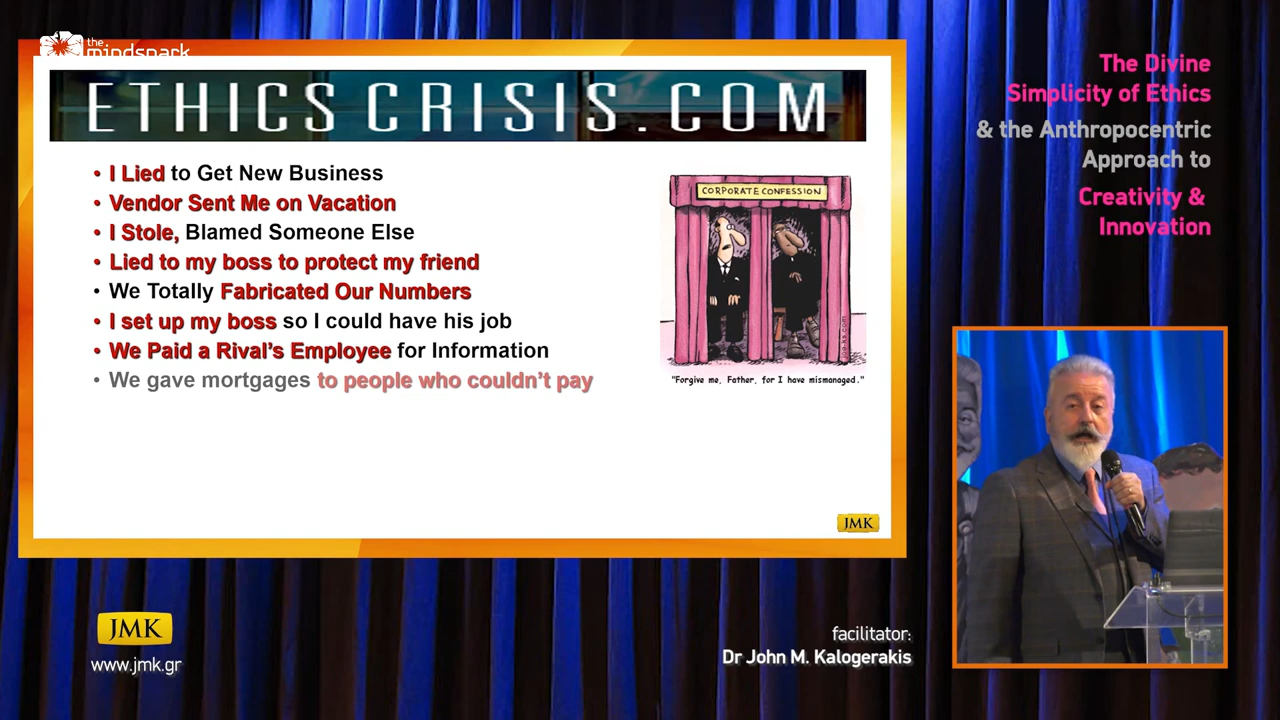 the
mindspark
ETHICSCRISIS.COM
• I Lied to Get New Business
• Vendor Sent Me on Vacation
• I Stole, Blamed Someone Else
• Lied to my boss to protect my friend
• We Totally Fabricated Our Numbers
• I set up my boss so I could have his job
• We Paid a Rival's Employee for Information
• We gave mortgages to people who couldn't pay
CORPORATE CONFESSION
"Forgive me, Father, for I have mismanaged."
JMK
The Divine
Simplicity of Ethics
& the Anthropocentric
Approach to
Creativity &
Innovation
JMK
www.jmk.gr
facilitator:
Dr John M. Kalogerakis